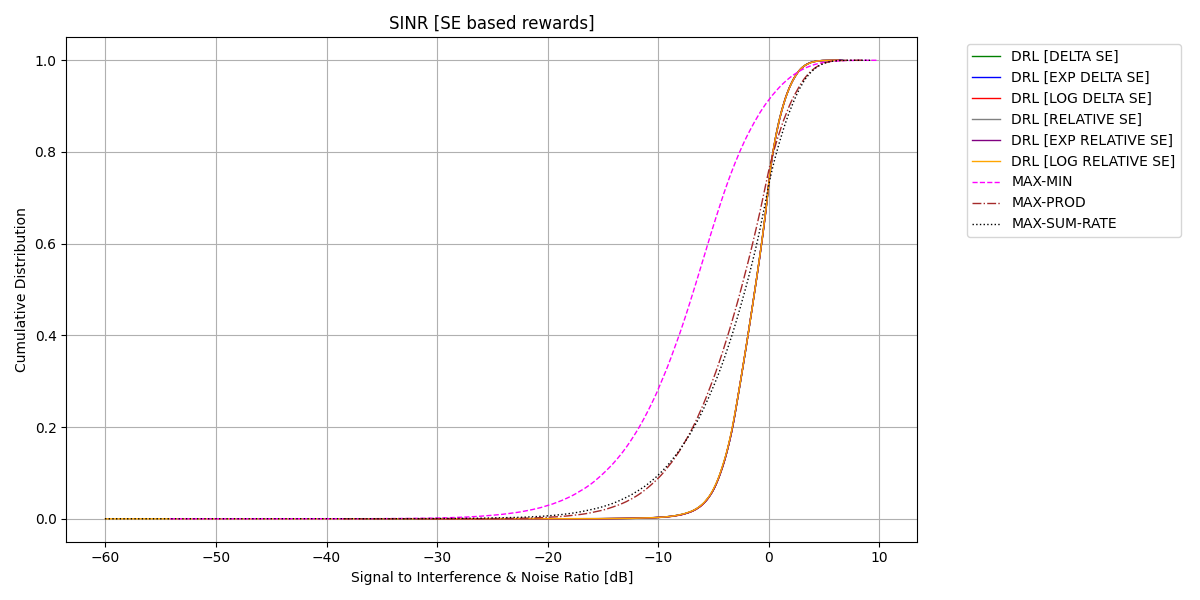 SINR [SE based rewards]
Cumulative Distribution
1.0
0.8
0.6
0.4
0.2
0.0
−60
−50
−40
−30
−20
−10
0
10
Signal to Interference & Noise Ratio [dB]
DRL [DELTA SE]
DRL [EXP DELTA SE]
DRL [LOG DELTA SE]
DRL [RELATIVE SE]
DRL [EXP RELATIVE SE]
DRL [LOG RELATIVE SE]
MAX-MIN
MAX-PROD
MAX-SUM-RATE